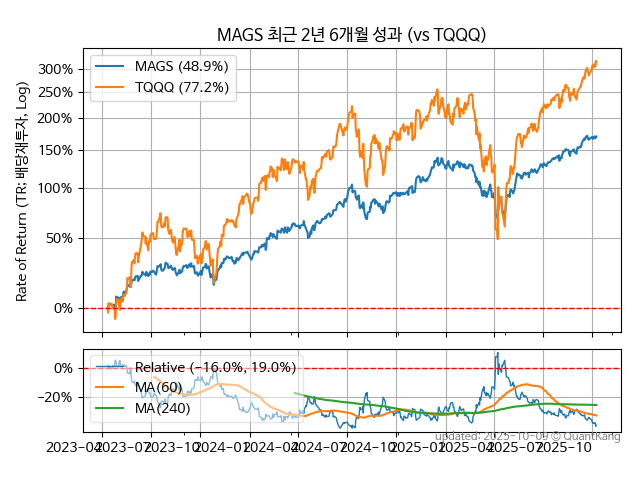 MAGS 최근 2년 6개월 성과 (vs TQQQ)
MAGS (48.9%)
TQQQ (77.2%)
Rate of Return (TR: 배당재투자, Log)
300%
250%
200%
150%
100%
50%
0%
Relative (−16.0%, 19.0%)
MA(60)
MA(240)
0%
−20%
2023-04 2023-07 2023-10 2024-01 2024-04 2024-07 2024-10 2025-01 2025-04 2025-07 2025-10
updated: 2025-10-09 © QuantKang